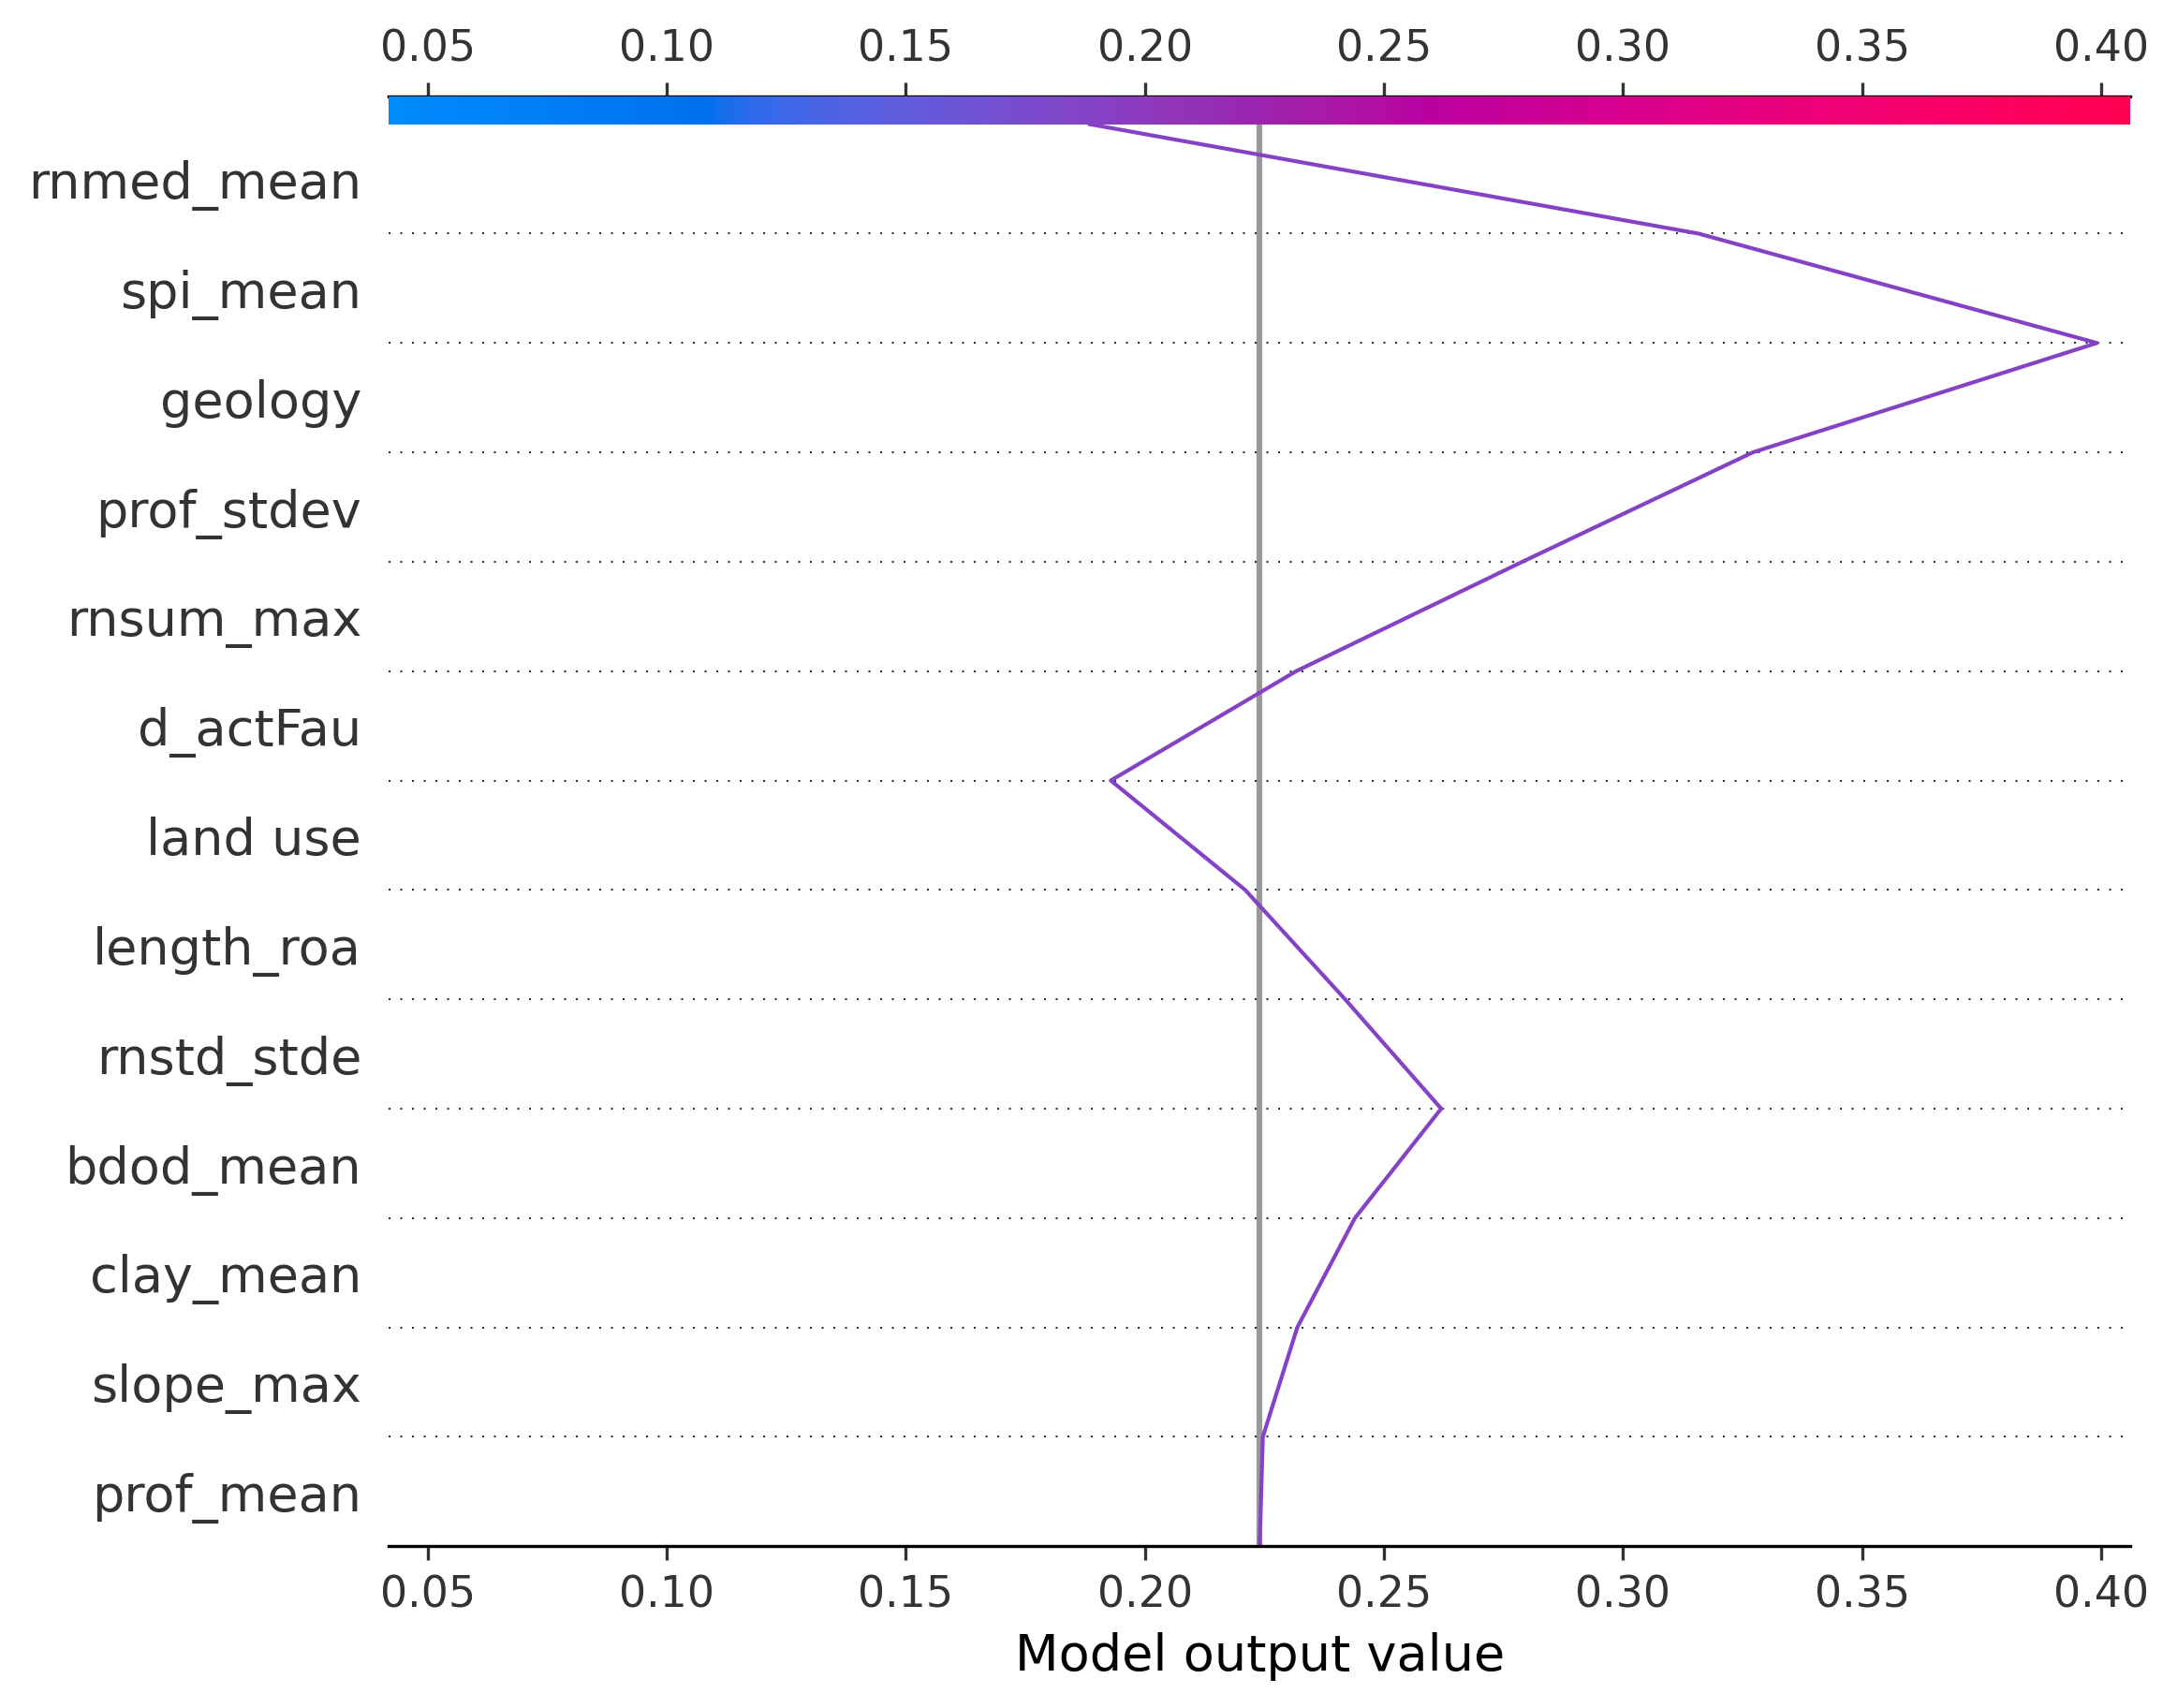 0.05 0.10 0.15 0.20 0.25 0.30 0.35 0.40
rnmed_mean
spi_mean
geology
prof_stdev
rnsum_max
d_actFau
land use
length_roa
rnstd_stde
bdod_mean
clay_mean
slope_max
prof_mean
0.05 0.10 0.15 0.20 0.25 0.30 0.35 0.40
Model output value